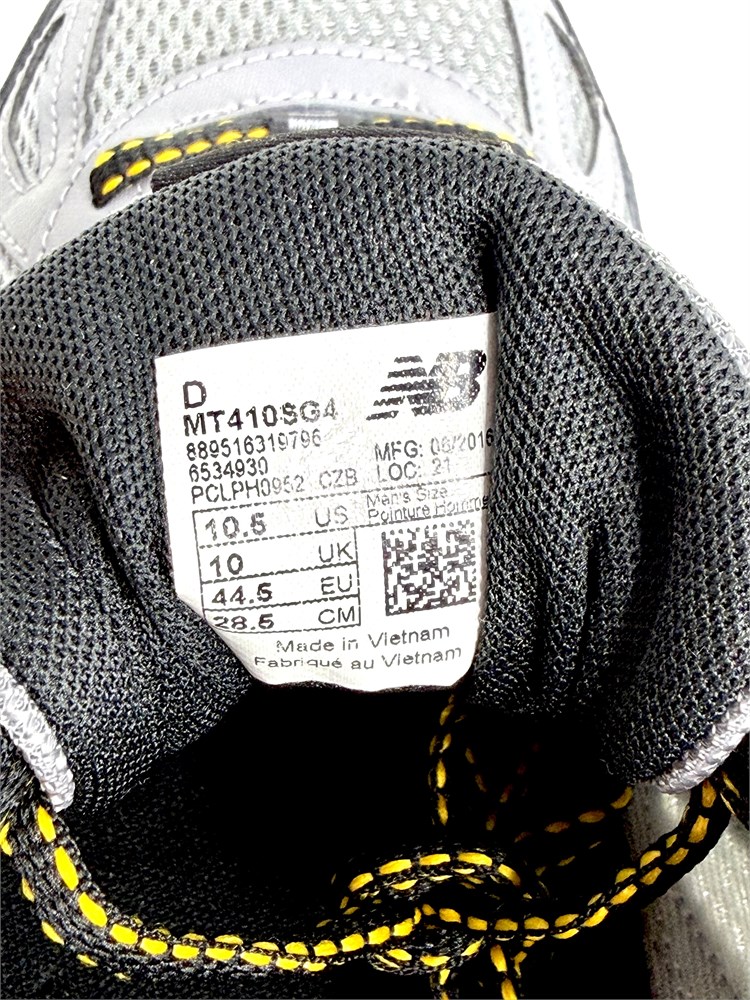 D
NB
MT410SG4
889516319796
6534930
MFG: 06/2016
PCLPH0952 CZB
LOC: 21
Men's Size
Pointure Homme
10.5 US
10 UK
44.5 EU
28.5 CM
Made in Vietnam
Fabriqué au Vietnam